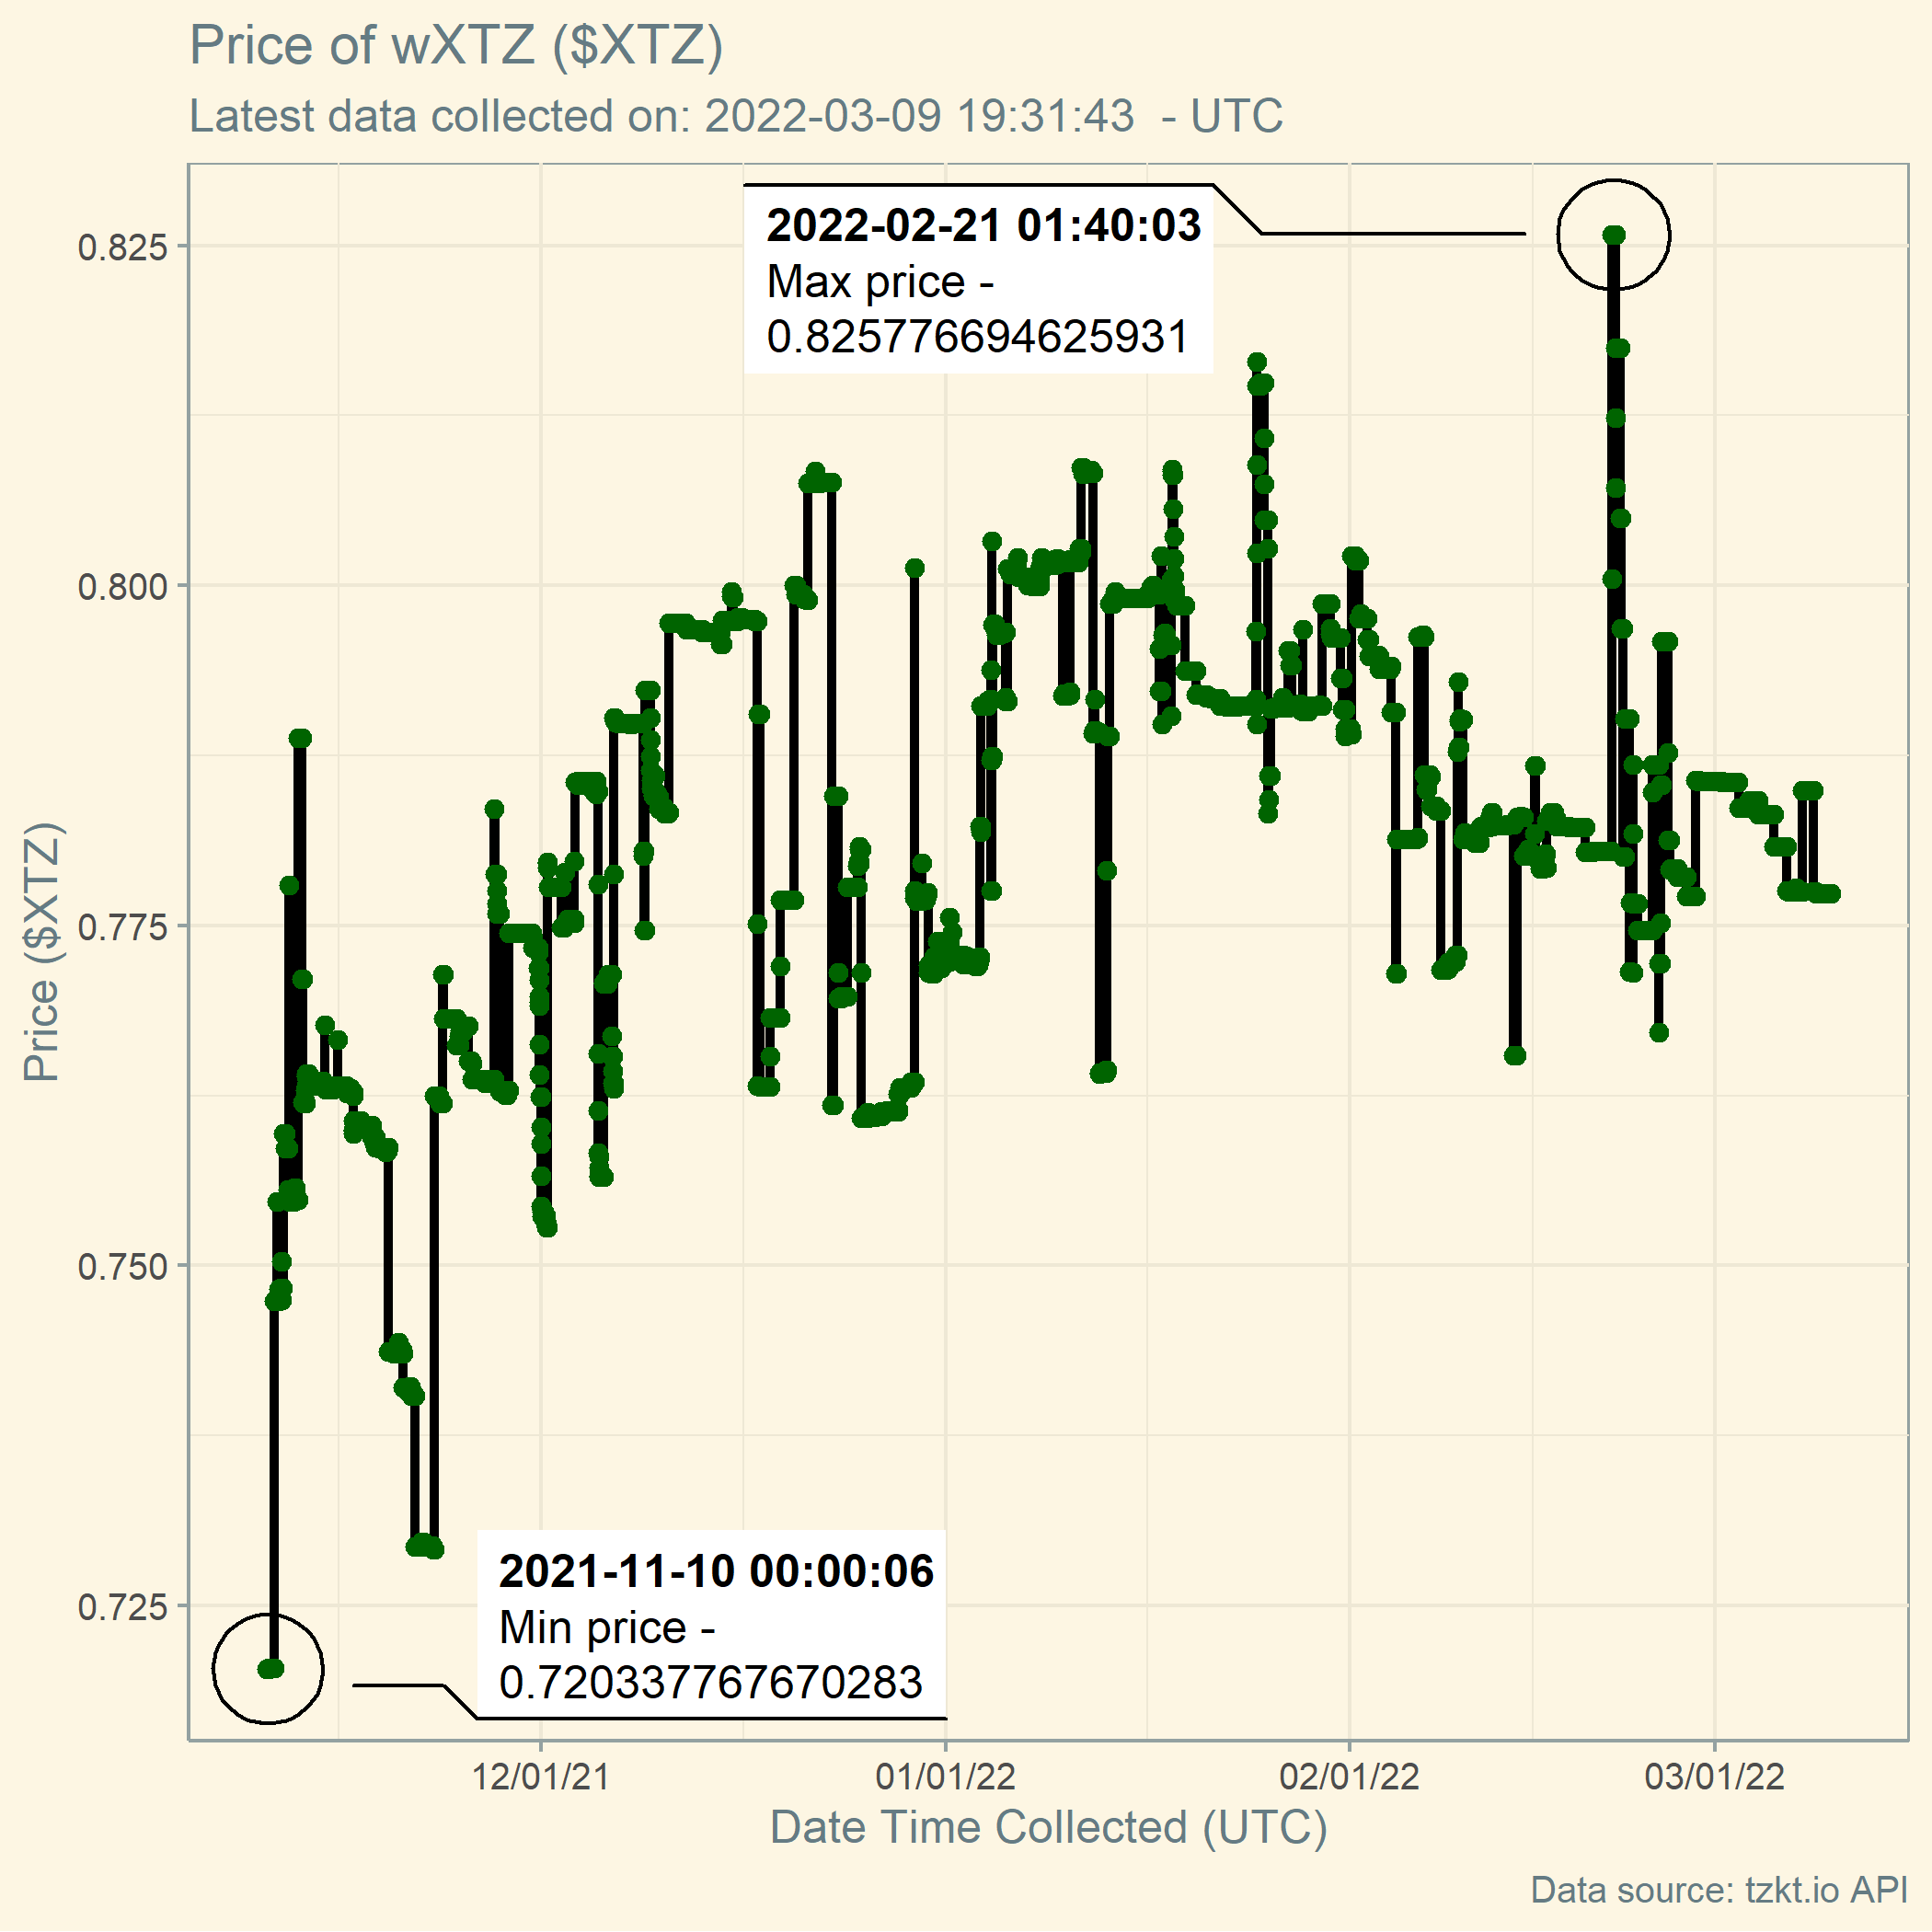 Price of wXTZ ($XTZ)
Latest data collected on: 2022-03-09 19:31:43  - UTC
2022-02-21 01:40:03
Max price -
0.825776694625931
0.825
0.800
0.775
0.750
0.725
Price ($XTZ)
2021-11-10 00:00:06
Min price -
0.720337767670283
12/01/21
01/01/22
02/01/22
03/01/22
Date Time Collected (UTC)
Data source: tzkt.io API